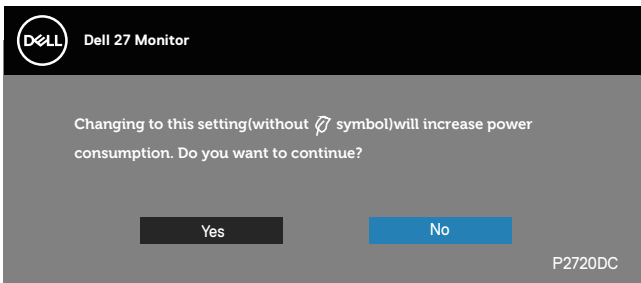 DELL Dell 27 Monitor
Changing to this setting(without symbol)will increase power
consumption. Do you want to continue?
Yes No
P2720DC